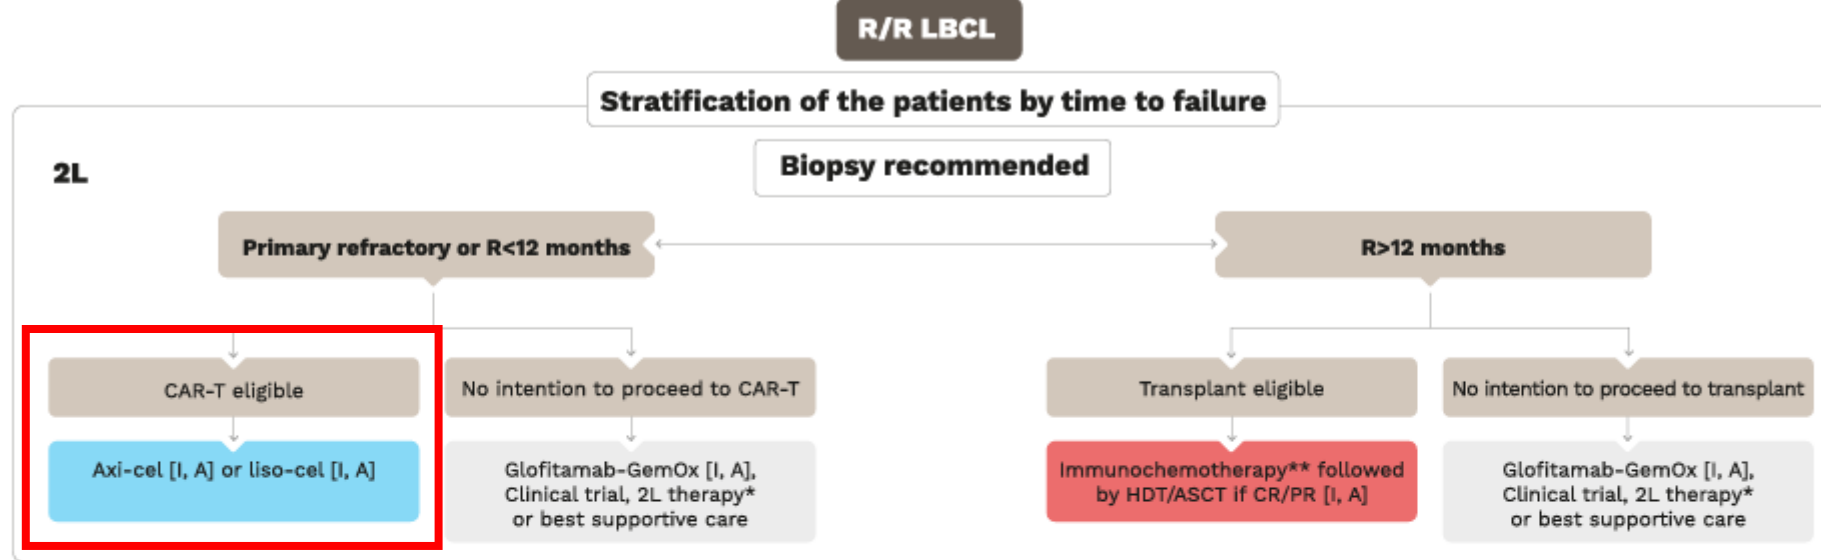 R/R LBCL
Stratification of the patients by time to failure
Biopsy recommended
2L
Primary refractory or R<12 months
R>12 months
CAR-T eligible
No intention to proceed to CAR-T
Transplant eligible
No intention to proceed to transplant
Axi-cel [I, A] or liso-cel [I, A]
Glofitamab-GemOx [I, A],
Clinical trial, 2L therapy*
or best supportive care
Immunochemotherapy** followed
by HDT/ASCT if CR/PR [I, A]
Glofitamab-GemOx [I, A],
Clinical trial, 2L therapy*
or best supportive care